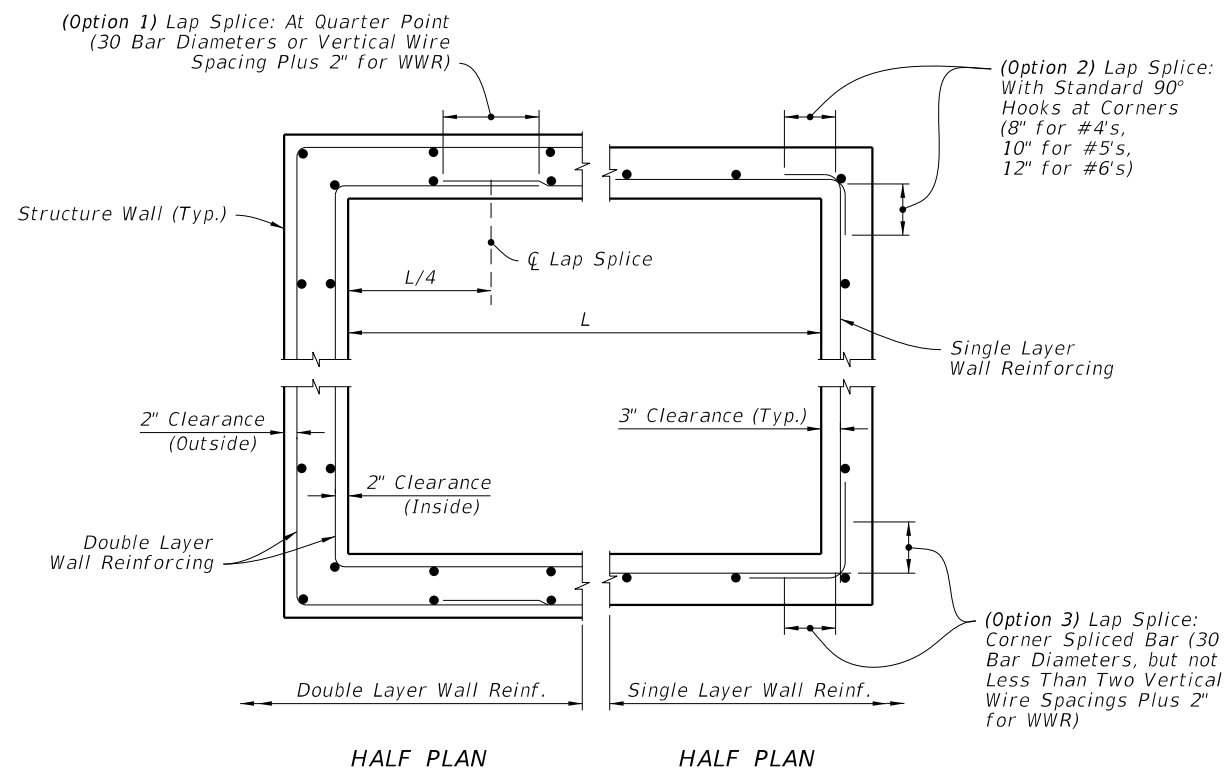 (Option 1) Lap Splice: At Quarter Point
(30 Bar Diameters or Vertical Wire
Spacing Plus 2" for WWR)
(Option 2) Lap Splice:
With Standard 90°
Hooks at Corners
(8" for #4's,
10" for #5's,
12" for #6's)
Structure Wall (Typ.)
℄ Lap Splice
L/4
L
Single Layer
Wall Reinforcing
2" Clearance
(Outside)
3" Clearance (Typ.)
2" Clearance
(Inside)
Double Layer
Wall Reinforcing
(Option 3) Lap Splice:
Corner Spliced Bar (30
Bar Diameters, but not
Less Than Two Vertical
Wire Spacings Plus 2"
for WWR)
Double Layer Wall Reinf.
Single Layer Wall Reinf.
HALF PLAN
HALF PLAN